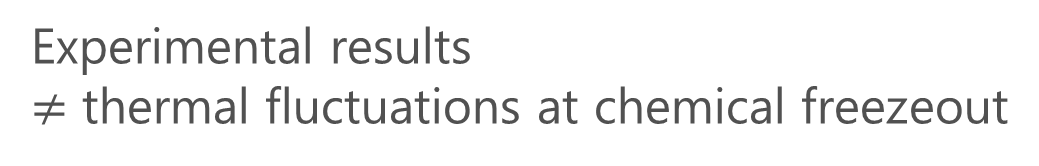 Experimental results
≠ thermal fluctuations at chemical freezeout